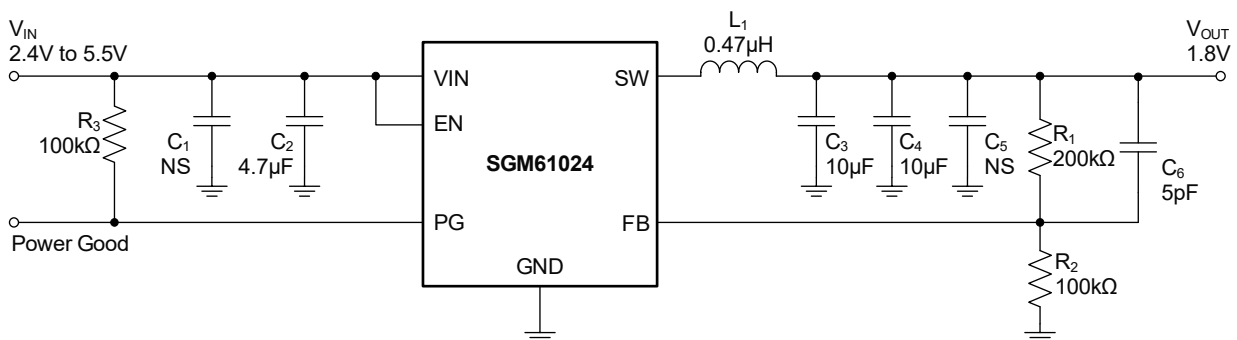 VIN
2.4V to 5.5V
R3
100kΩ
C1
NS
C2
4.7µF
VIN
EN
PG
SGM61024
GND
SW
FB
L1
0.47µH
C3
10µF
C4
10µF
C5
NS
R1
200kΩ
C6
5pF
R2
100kΩ
VOUT
1.8V
Power Good